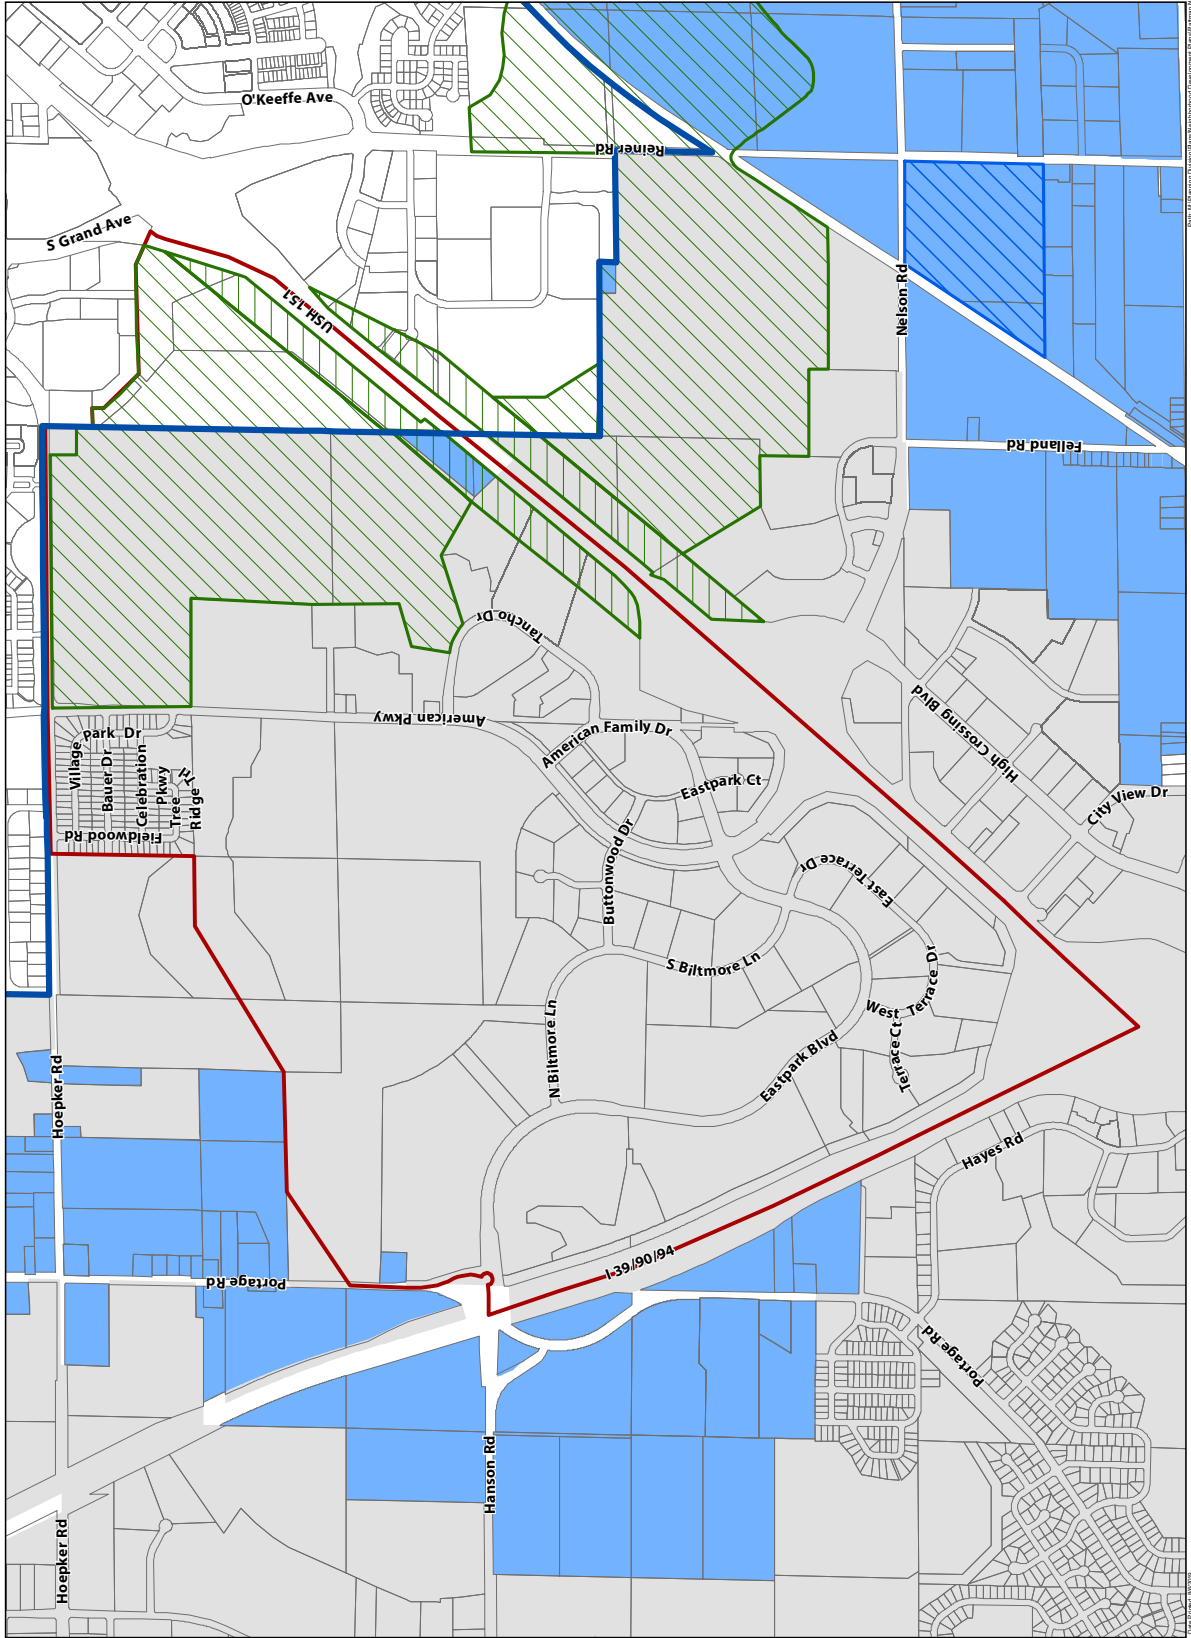 O'Keeffe Ave
Reiner Rd
S Grand Ave
USH 151
Nelson Rd
Felland Rd
Tancho Dr
American Pkwy
American Family Dr
High Crossing Blvd
Park Dr
Village
Bauer Dr
Celebration
Pkwy
Tree
Ridge
Trl
Fieldwood Rd
Eastpark Ct
City View Dr
Buttonwood Dr
East Terrace Dr
S Biltmore Ln
West Terrace Dr
Terrace Ct
N Biltmore Ln
Eastpark Blvd
Hoepker Rd
Hayes Rd
I-39/90/94
Portage Rd
Portage Rd
Hanson Rd
Hoepker Rd